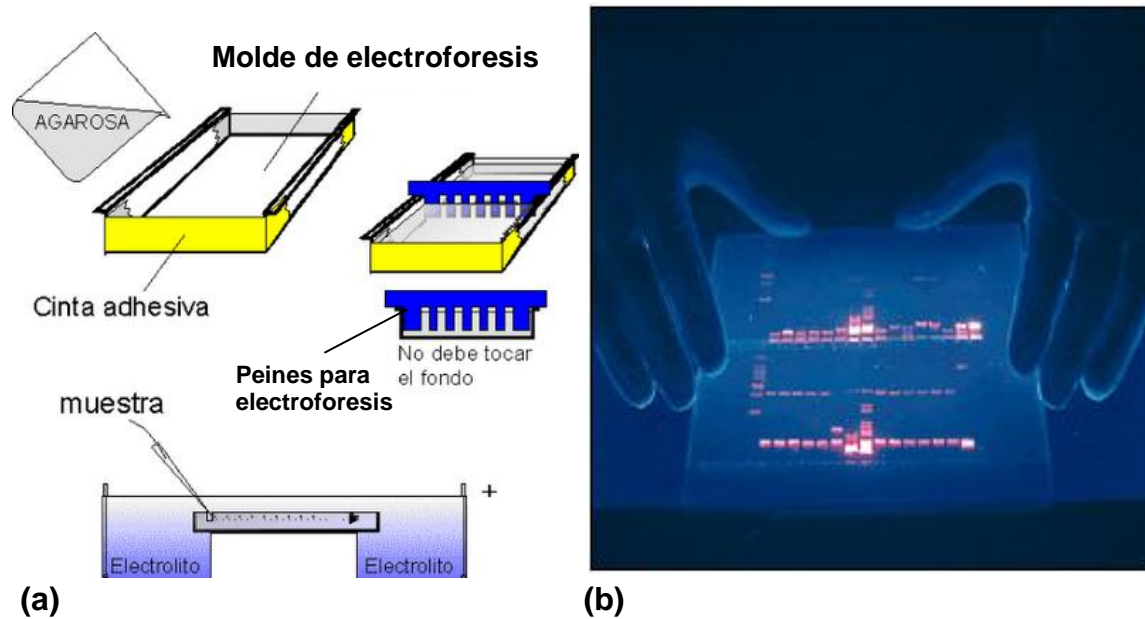 Molde de electroforesis
AGAROSA
Cinta adhesiva
No debe tocar
el fondo
Peines para
electroforesis
muestra
+
Electrolito
Electrolito
(a)
(b)